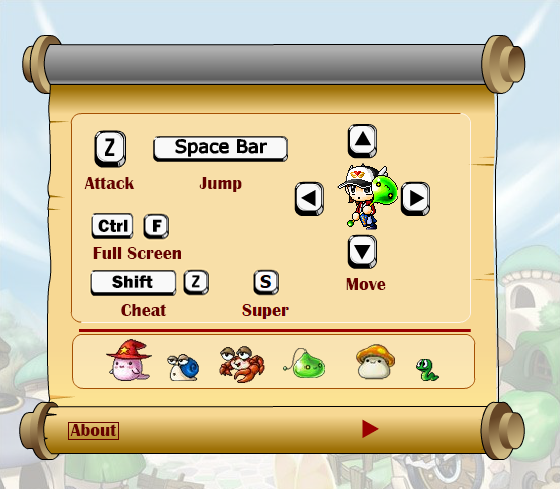 Z
Space Bar
Attack
Jump
Ctrl F
Full Screen
Shift Z
S
Cheat
Super
Move
About